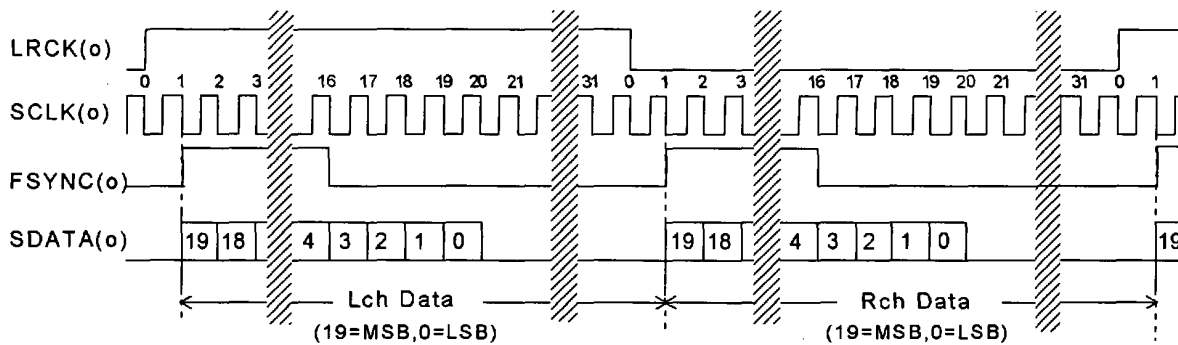 LRCK(o)
0 1 2 3 16 17 18 19 20 21 31 0 1 2 3 16 17 18 19 20 21 31 0 1
SCLK(o)
FSYNC(o)
SDATA(o) 19 18 4 3 2 1 0 19 18 4 3 2 1 0 19
Lch Data Rch Data
(19=MSB,0=LSB) (19=MSB,0=LSB)